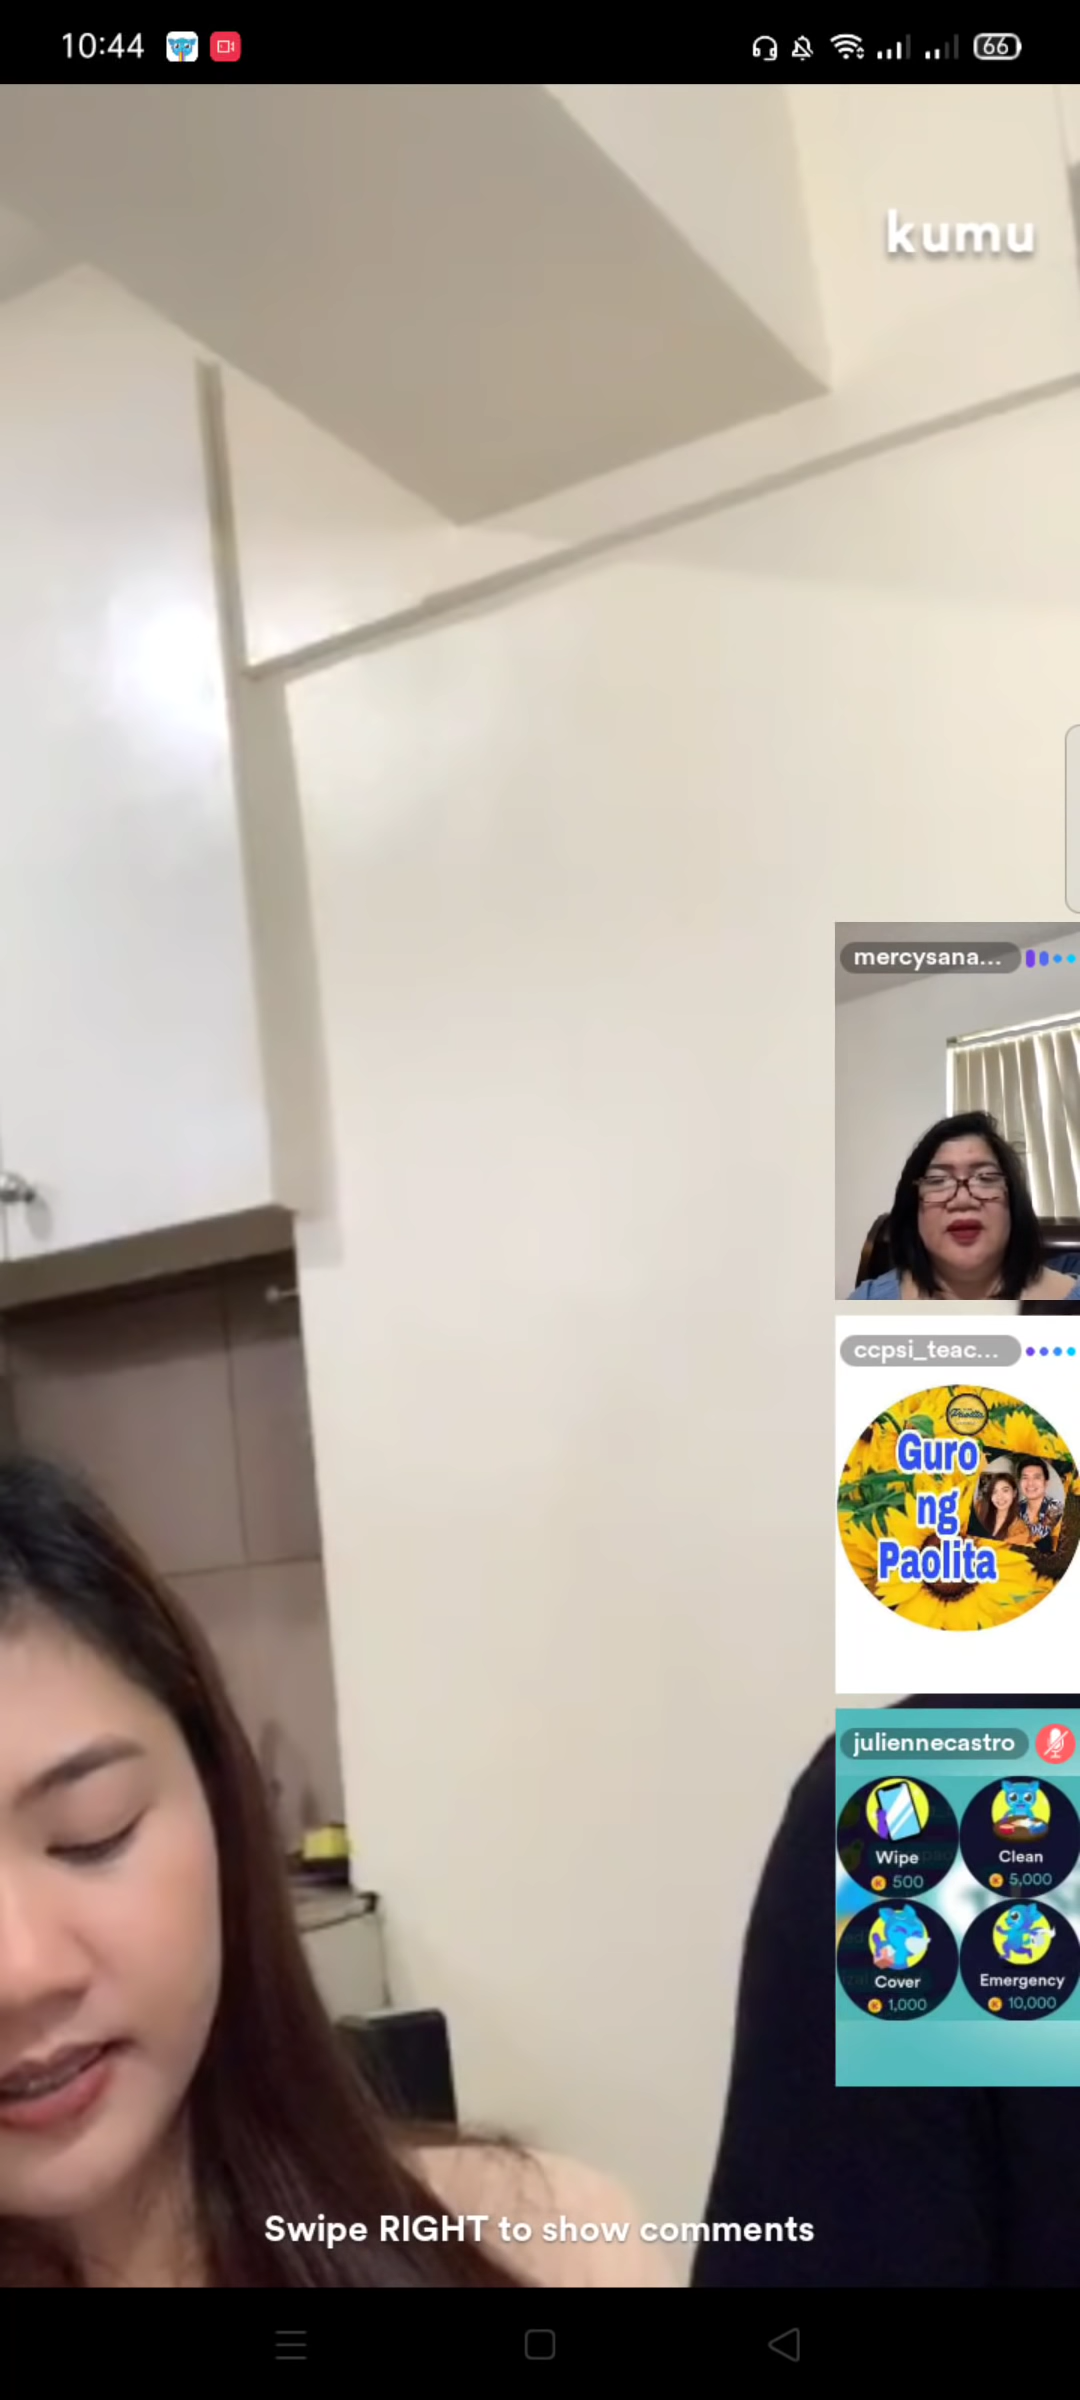 10:44
66
kumu
mercysana...
ccpsi_teac...
Paolita
Guro
ng
Paolita
juliennecastro
Wipe
500
Clean
5,000
Cover
1,000
Emergency
10,000
Swipe RIGHT to show comments